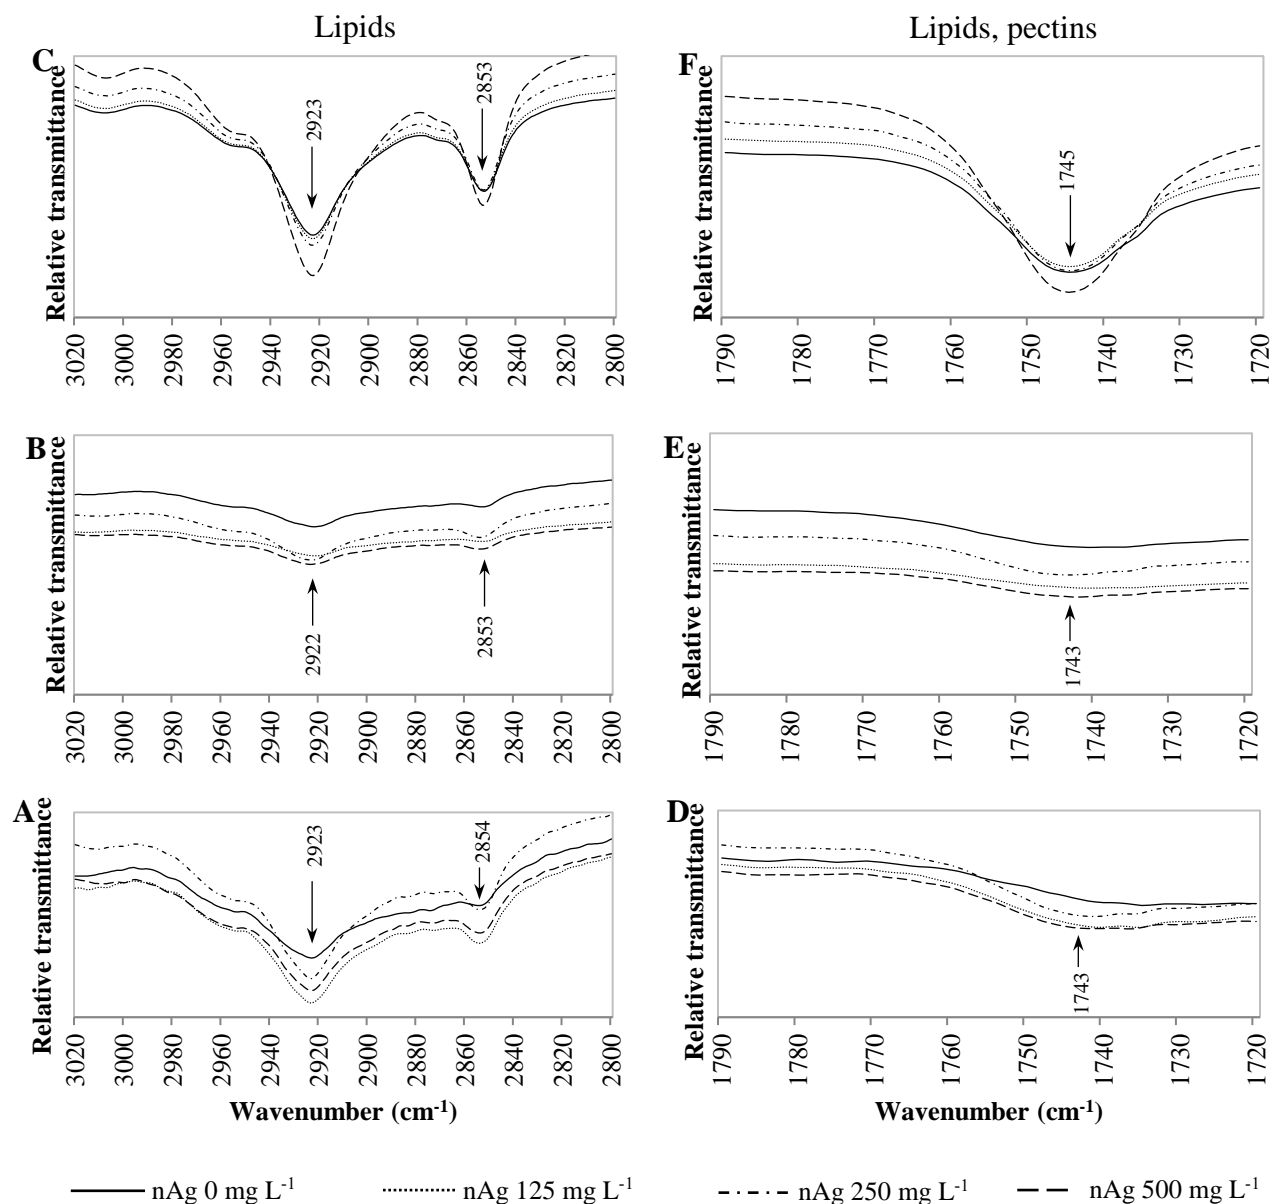 Lipids
Lipids, pectins
C
Relative transmittance
2923
2853
3020 3000 2980 2960 2940 2920 2900 2880 2860 2840 2820 2800
F
Relative transmittance
1745
1790 1780 1770 1760 1750 1740 1730 1720
B
Relative transmittance
2922
2853
3020 3000 2980 2960 2940 2920 2900 2880 2860 2840 2820 2800
E
Relative transmittance
1743
1790 1780 1770 1760 1750 1740 1730 1720
A
Relative transmittance
2923
2854
3020 3000 2980 2960 2940 2920 2900 2880 2860 2840 2820 2800
Wavenumber (cm⁻¹)
D
Relative transmittance
1743
1790 1780 1770 1760 1750 1740 1730 1720
Wavenumber (cm⁻¹)
nAg 0 mg L⁻¹ nAg 125 mg L⁻¹ nAg 250 mg L⁻¹ nAg 500 mg L⁻¹